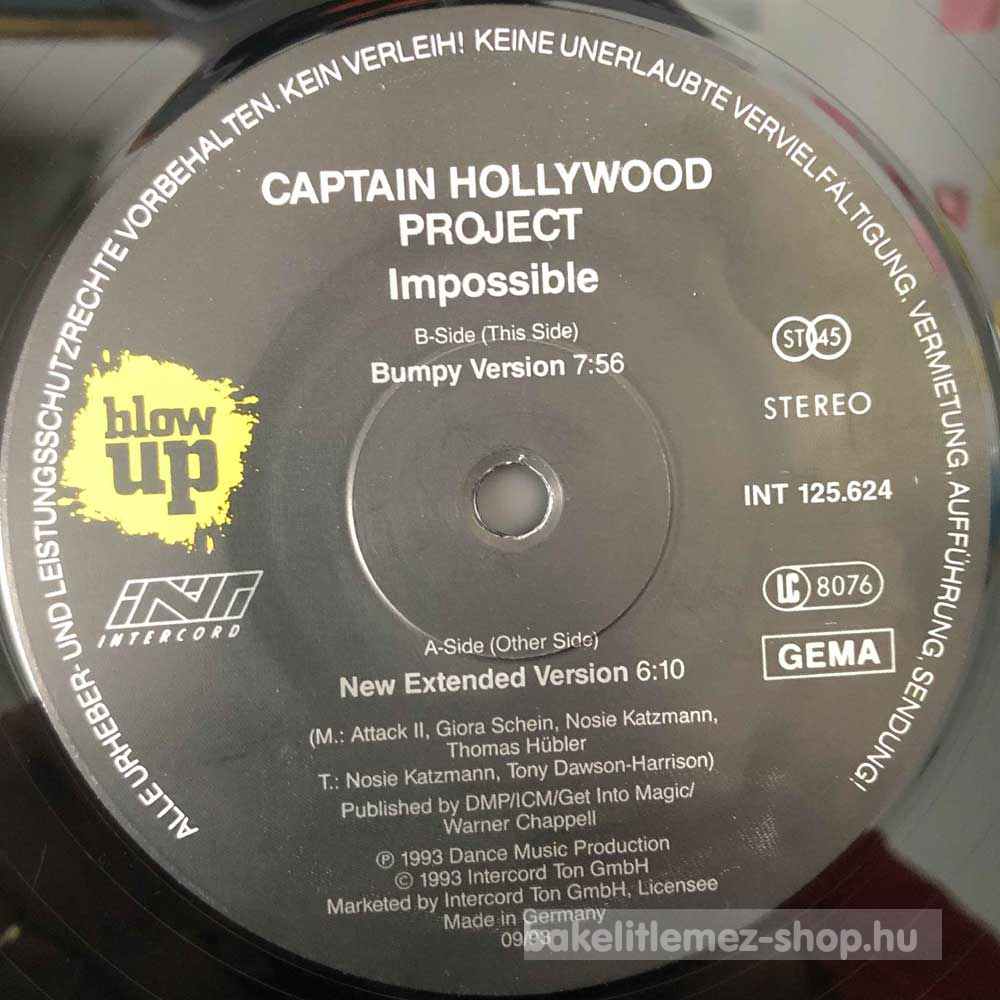 ALLE URHEBER- UND LEISTUNGSSCHUTZRECHTE VORBEHALTEN. KEIN VERLEIH! KEINE UNERLAUBTE VERVIELFÄLTIGUNG, VERMIETUNG, AUFFÜHRUNG, SENDUNG!
CAPTAIN HOLLYWOOD
PROJECT
Impossible
B-Side (This Side)
Bumpy Version 7:56
blow
up
INT
INTERCORD
ST 45
STEREO
INT 125.624
LC 8076
GEMA
A-Side (Other Side)
New Extended Version 6:10
(M.: Attack II, Giora Schein, Nosie Katzmann,
Thomas Hübler
T.: Nosie Katzmann, Tony Dawson-Harrison)
Published by DMP/ICM/Get Into Magic/
Warner Chappell
Ⓟ 1993 Dance Music Production
© 1993 Intercord Ton GmbH
Marketed by Intercord Ton GmbH, Licensee
Made in Germany
09/93
bakelitlemez-shop.hu